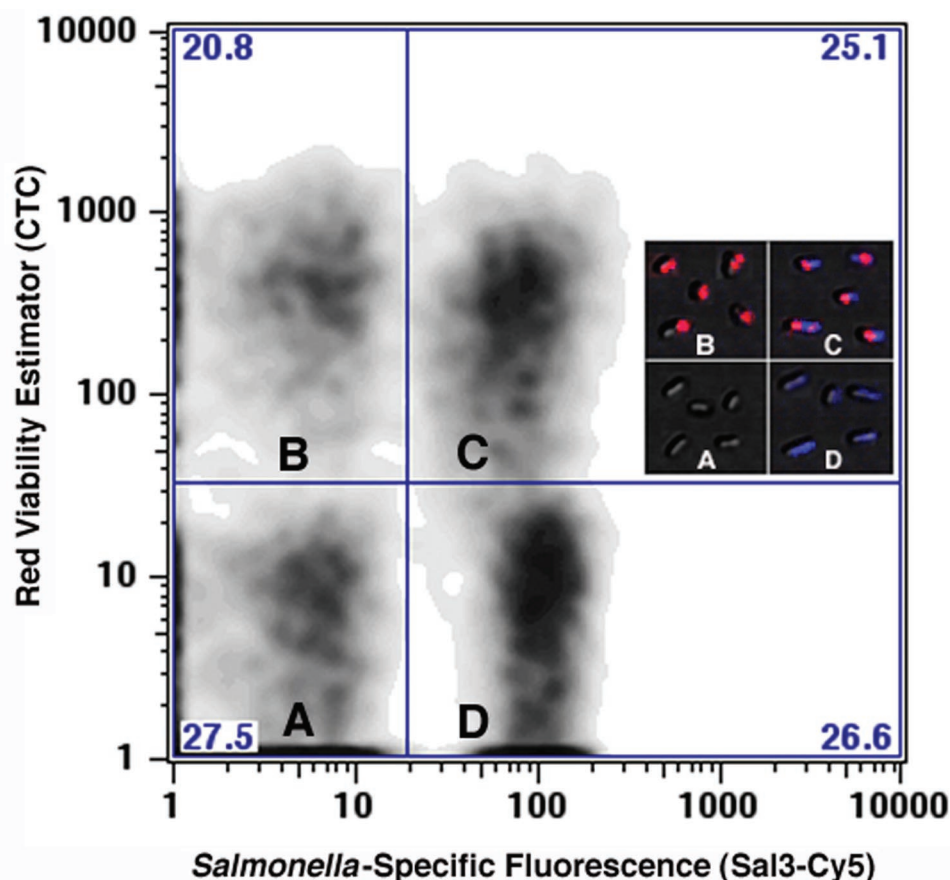 10000
1000
100
10
1
Red Viability Estimator (CTC)
20.8
25.1
B
C
A
D
27.5
26.6
B
C
A
D
1
10
100
1000
10000
Salmonella-Specific Fluorescence (Sal3-Cy5)